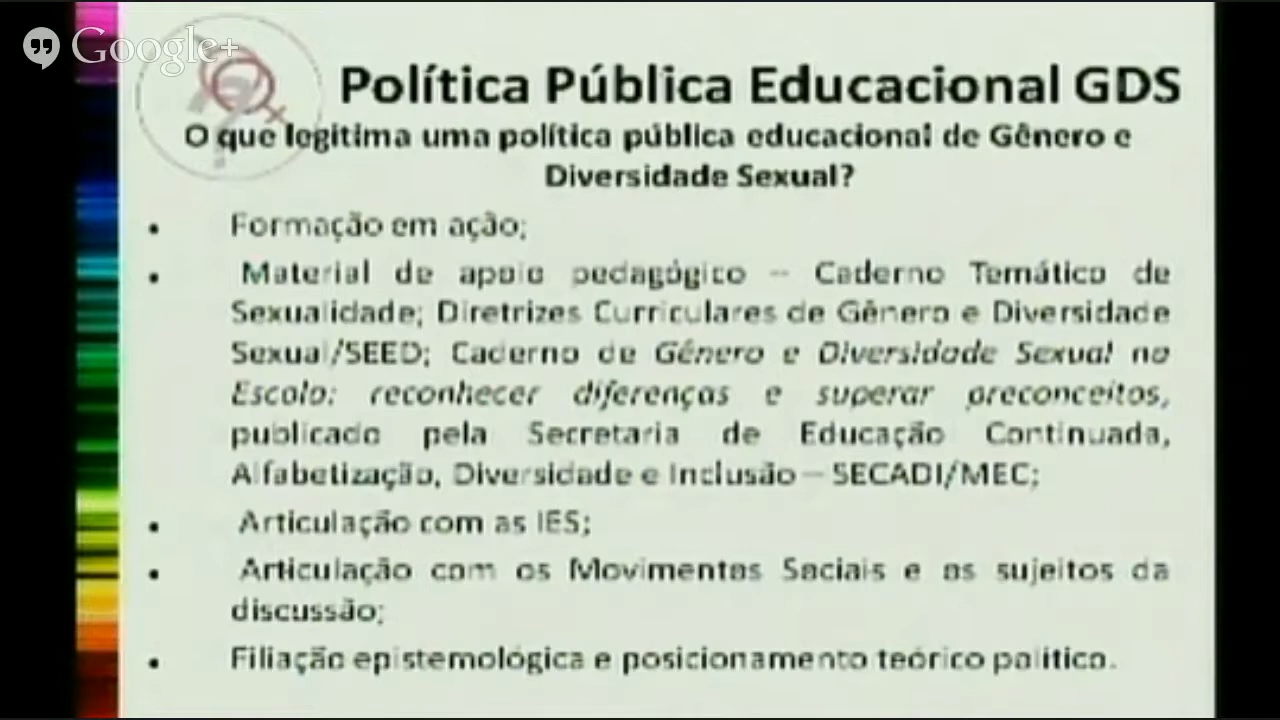 Google+
Política Pública Educacional GDS
O que legitima uma política pública educacional de Gênero e
Diversidade Sexual?
• Formação em ação;
• Material de apoio pedagógico – Caderno Temático de
Sexualidade; Diretrizes Curriculares de Gênero e Diversidade
Sexual/SEED; Caderno de Gênero e Diversidade Sexual na
Escola: reconhecer diferenças e superar preconceitos,
publicado pela Secretaria de Educação Continuada,
Alfabetização, Diversidade e Inclusão – SECADI/MEC;
• Articulação com as IES;
• Articulação com os Movimentos Sociais e os sujeitos da
discussão;
• Filiação epistemológica e posicionamento teórico político.